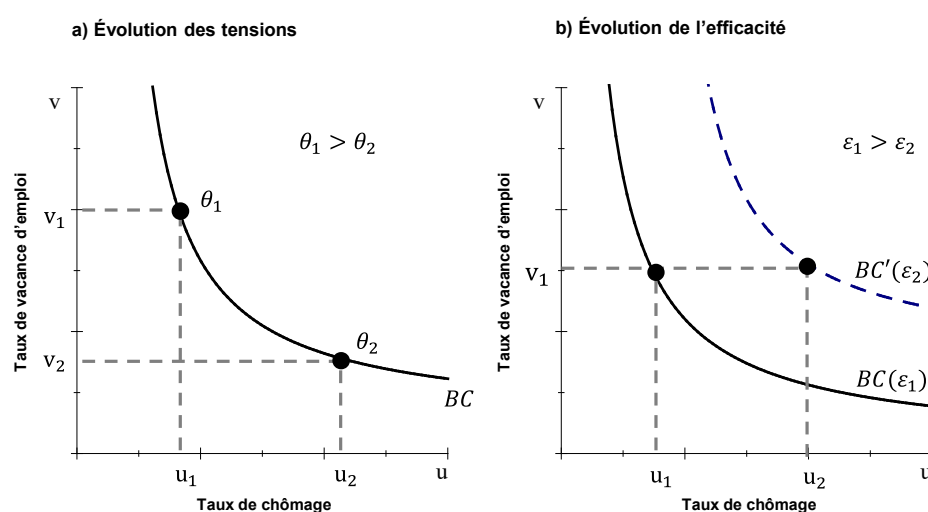 a) Évolution des tensions
v
θ₁ > θ₂
v₁
θ₁
v₂
θ₂
BC
u₁
u₂
u
Taux de vacance d'emploi
Taux de chômage
b) Évolution de l'efficacité
v
ε₁ > ε₂
v₁
BC′(ε₂)
BC(ε₁)
u₁
u₂
u
Taux de vacance d'emploi
Taux de chômage